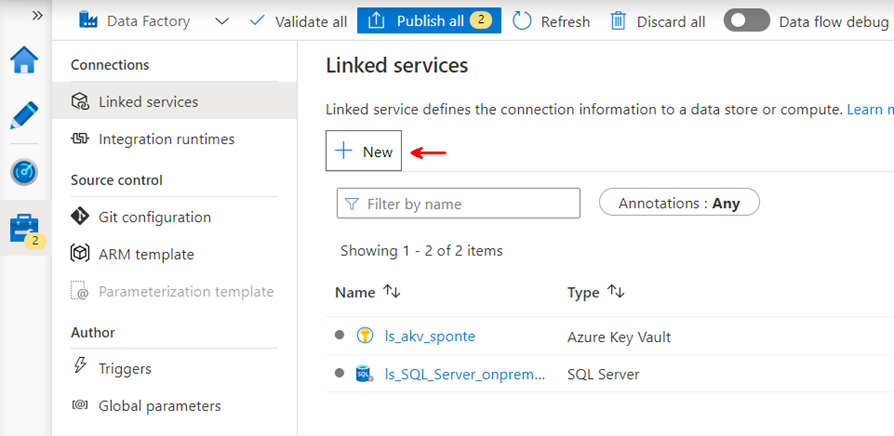 Data Factory
Validate all
Publish all 2
Refresh
Discard all
Data flow debug
2
Connections
Linked services
Integration runtimes
Source control
Git configuration
ARM template
Parameterization template
Author
Triggers
Global parameters
Linked services
Linked service defines the connection information to a data store or compute. Learn
New
Filter by name
Annotations : Any
Showing 1 - 2 of 2 items
Name Type
ls_akv_sponte Azure Key Vault
SQL ls_SQL_Server_onprem... SQL Server